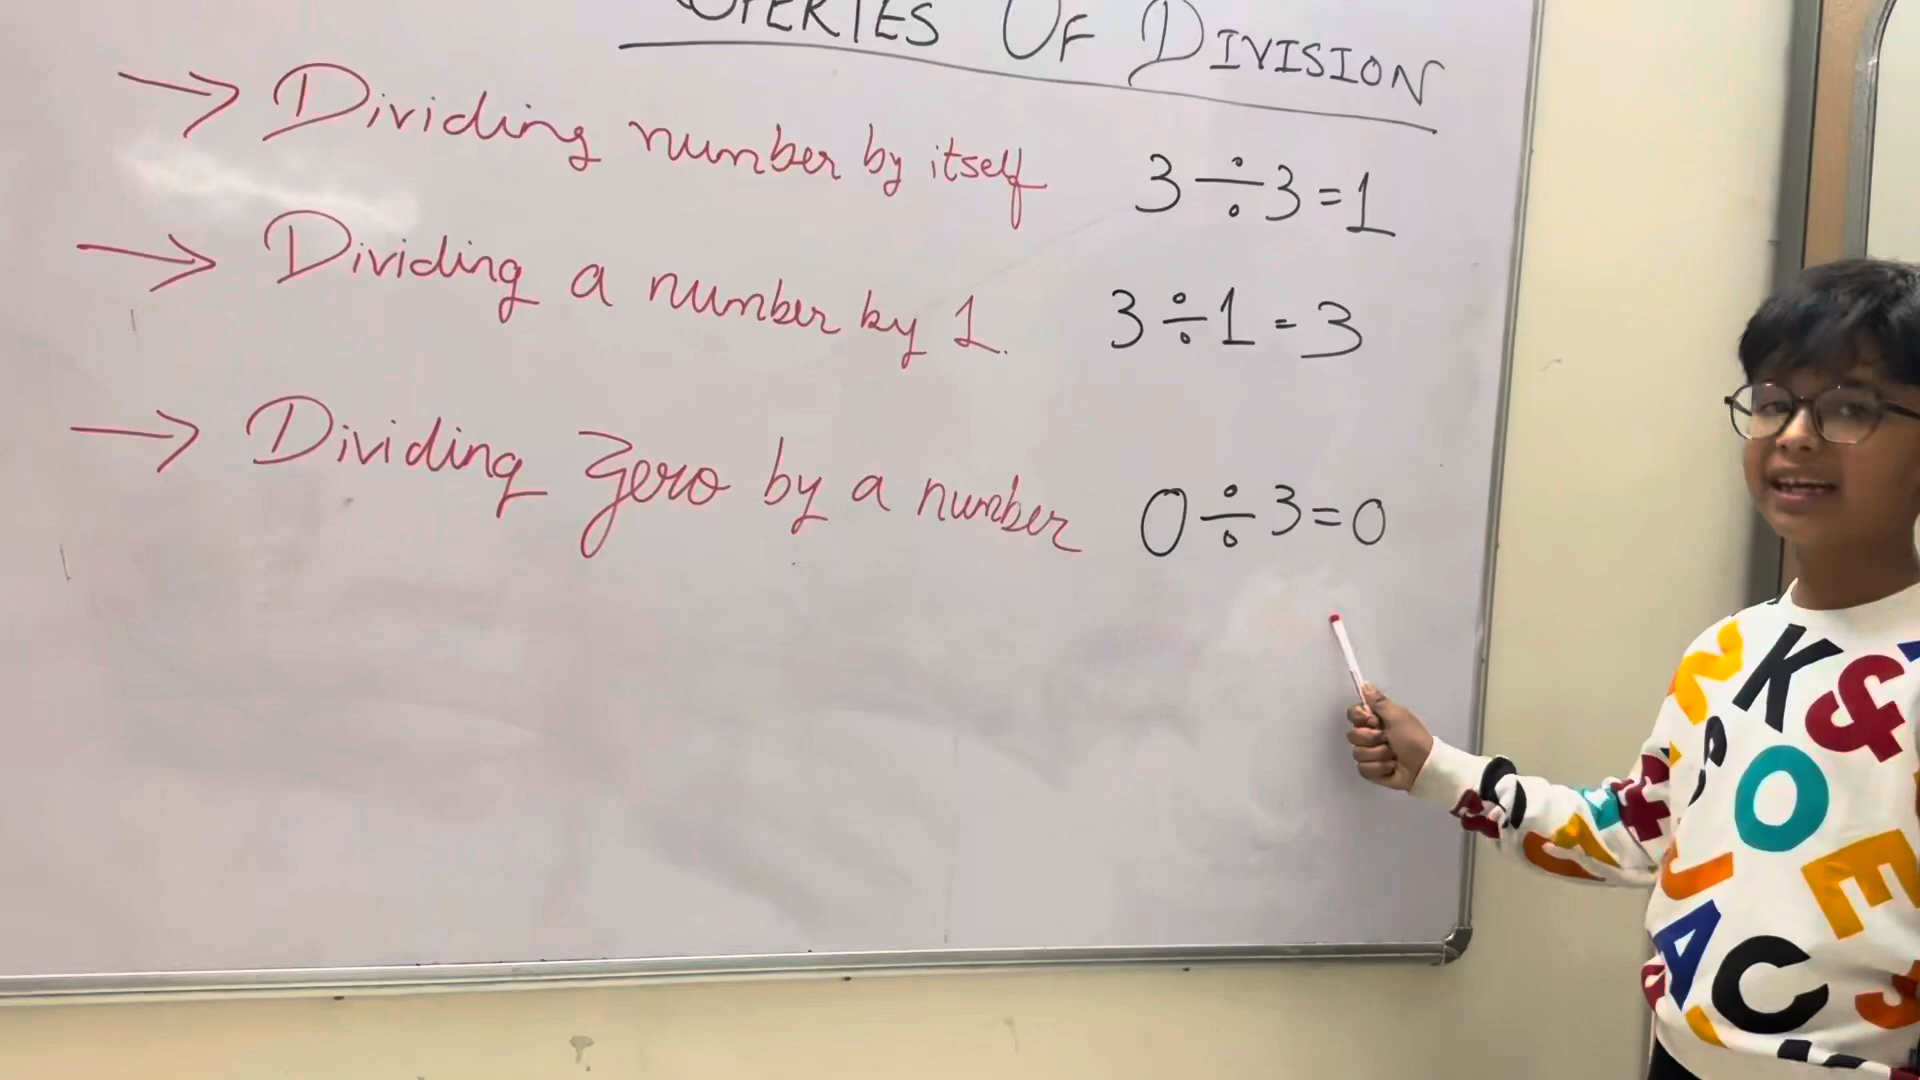 OPERTES OF DIVISION
→ Dividing number by itself 3÷3=1
→ Dividing a number by 1. 3÷1=3
→ Dividing zero by a number 0÷3=0
K S
S O
J E
A C S